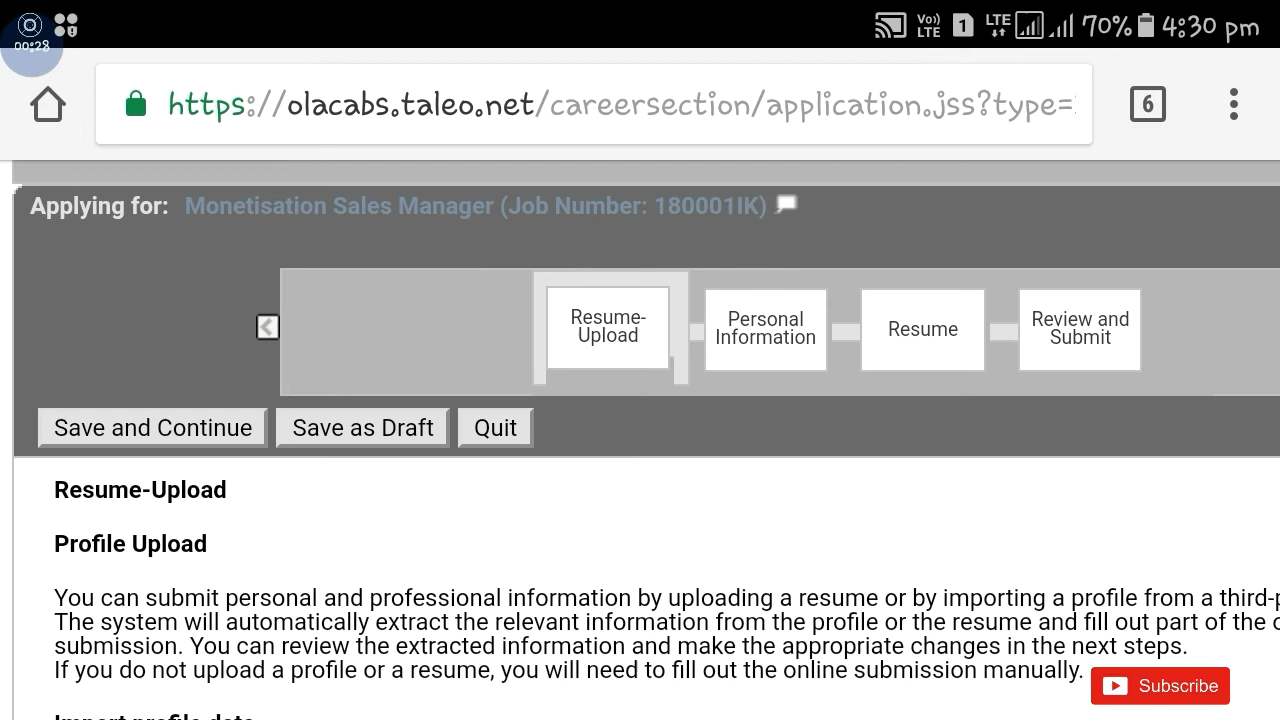 00:28
Vo)) LTE 1 LTE 70% 4:30 pm
https://olacabs.taleo.net/careersection/application.jss?type=
6
Applying for: Monetisation Sales Manager (Job Number: 180001IK)
Resume-
Upload
Personal
Information
Resume
Review and
Submit
Save and Continue Save as Draft Quit
Resume-Upload
Profile Upload
You can submit personal and professional information by uploading a resume or by importing a profile from a third-p
The system will automatically extract the relevant information from the profile or the resume and fill out part of the
submission. You can review the extracted information and make the appropriate changes in the next steps.
If you do not upload a profile or a resume, you will need to fill out the online submission manually.
Subscribe
Import profile data